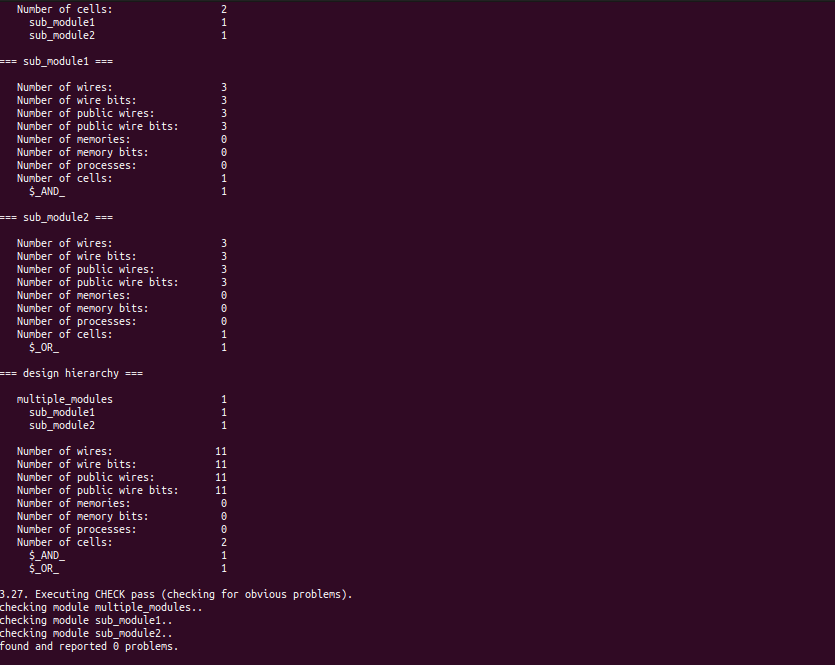 Number of cells:                  2
     sub_module1                     1
     sub_module2                     1

=== sub_module1 ===

   Number of wires:                  3
   Number of wire bits:              3
   Number of public wires:           3
   Number of public wire bits:       3
   Number of memories:               0
   Number of memory bits:            0
   Number of processes:              0
   Number of cells:                  1
     $_AND_                          1

=== sub_module2 ===

   Number of wires:                  3
   Number of wire bits:              3
   Number of public wires:           3
   Number of public wire bits:       3
   Number of memories:               0
   Number of memory bits:            0
   Number of processes:              0
   Number of cells:                  1
     $_OR_                           1

=== design hierarchy ===

   multiple_modules                  1
     sub_module1                     1
     sub_module2                     1

   Number of wires:                 11
   Number of wire bits:             11
   Number of public wires:          11
   Number of public wire bits:      11
   Number of memories:               0
   Number of memory bits:            0
   Number of processes:              0
   Number of cells:                  2
     $_AND_                          1
     $_OR_                           1

3.27. Executing CHECK pass (checking for obvious problems).
checking module multiple_modules..
checking module sub_module1..
checking module sub_module2..
found and reported 0 problems.